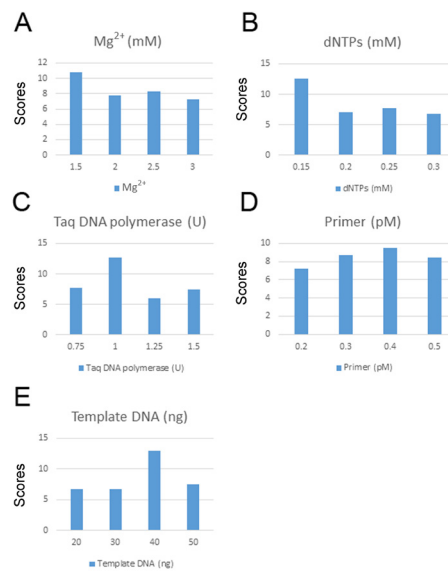 A
Mg²⁺ (mM)
Scores
12
10
8
6
4
2
0
1.5 2 2.5 3
Mg²⁺
B
dNTPs (mM)
Scores
15
10
5
0
0.15 0.2 0.25 0.3
dNTPs (mM)
C
Taq DNA polymerase (U)
Scores
15
10
5
0
0.75 1 1.25 1.5
Taq DNA polymerase (U)
D
Primer (pM)
Scores
10
8
6
4
2
0
0.2 0.3 0.4 0.5
Primer (pM)
E
Template DNA (ng)
Scores
15
10
5
0
20 30 40 50
Template DNA (ng)